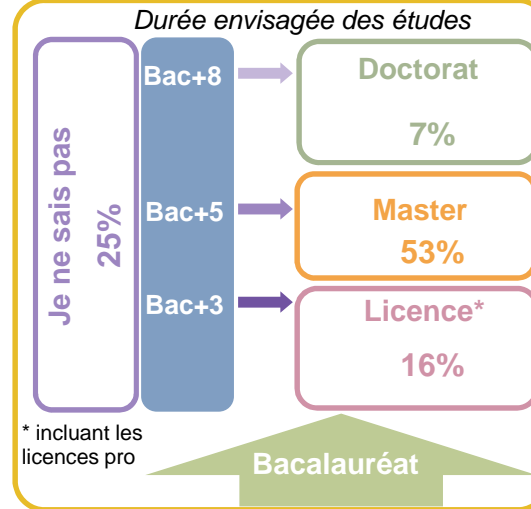 Durée envisagée des études
Je ne sais pas
25%
Bac+8
Doctorat
7%
Bac+5
Master
53%
Bac+3
Licence*
16%
* incluant les
licences pro
Bacalauréat